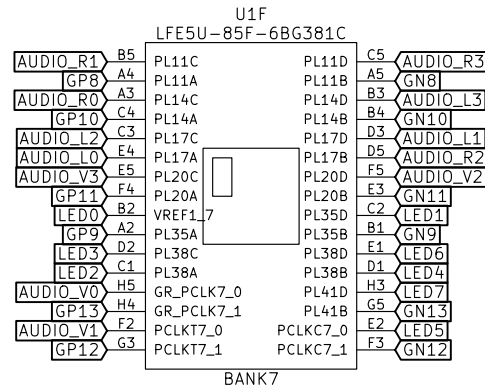 U1F
LFE5U-85F-6BG381C
AUDIO_R1 B5 PL11C PL11D C5 AUDIO_R3
GP8 A4 PL11A PL11B A5 GN8
AUDIO_R0 A3 PL14C PL14D B3 AUDIO_L3
GP10 C4 PL14A PL14B B4 GN10
AUDIO_L2 C3 PL17C PL17D D3 AUDIO_L1
AUDIO_L0 E4 PL17A PL17B D5 AUDIO_R2
AUDIO_V3 E5 PL20C PL20D F5 AUDIO_V2
GP11 F4 PL20A PL20B E3 GN11
LED0 B2 VREF1_7 PL35D C2 LED1
GP9 A2 PL35A PL35B B1 GN9
LED3 D2 PL38C PL38D E1 LED6
LED2 C1 PL38A PL38B D1 LED4
AUDIO_V0 H5 GR_PCLK7_0 PL41D H3 LED7
GP13 H4 GR_PCLK7_1 PL41B G5 GN13
AUDIO_V1 F2 PCLKT7_0 PCLKC7_0 E2 LED5
GP12 G3 PCLKT7_1 PCLKC7_1 F3 GN12
BANK7